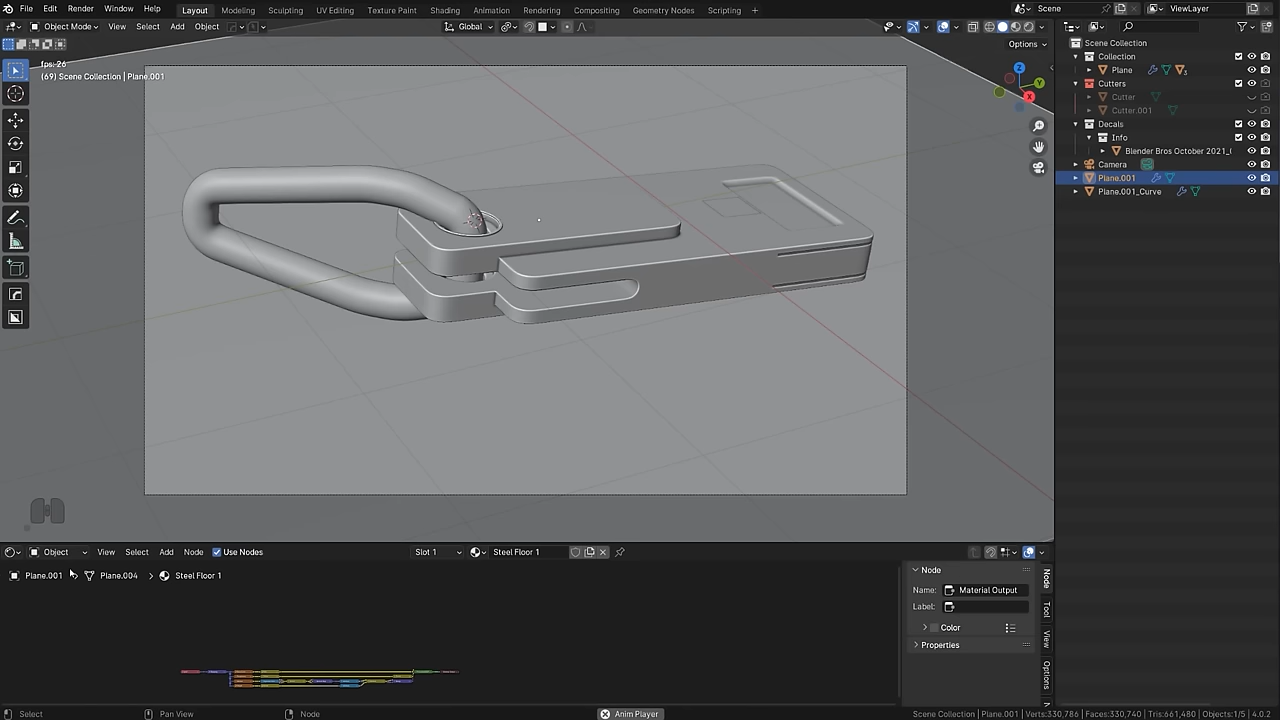 File Edit Render Window Help Layout Modeling Sculpting UV Editing Texture Paint Shading Animation Rendering Compositing Geometry Nodes Scripting + Scene ViewLayer
Object Mode View Select Add Object Global
Options
fps: 26
(69) Scene Collection | Plane.001
Z
Y
X
Scene Collection
Collection
Plane
3
Cutters
Cutter
Cutter.001
Decals
Info
Blender Bros October 2021_
Camera
Plane.001
Plane.001_Curve
Object View Select Add Node Use Nodes Slot 1 Steel Floor 1
Plane.001 > Plane.004 > Steel Floor 1
Node
Name: Material Output
Label:
Color
Properties
Node
Tool
View
Options
Select Pan View Node Anim Player Scene Collection | Plane.001 | Verts:330,786 | Faces:330,740 | Tris:661,480 | Objects:1/5 | 4.0.2